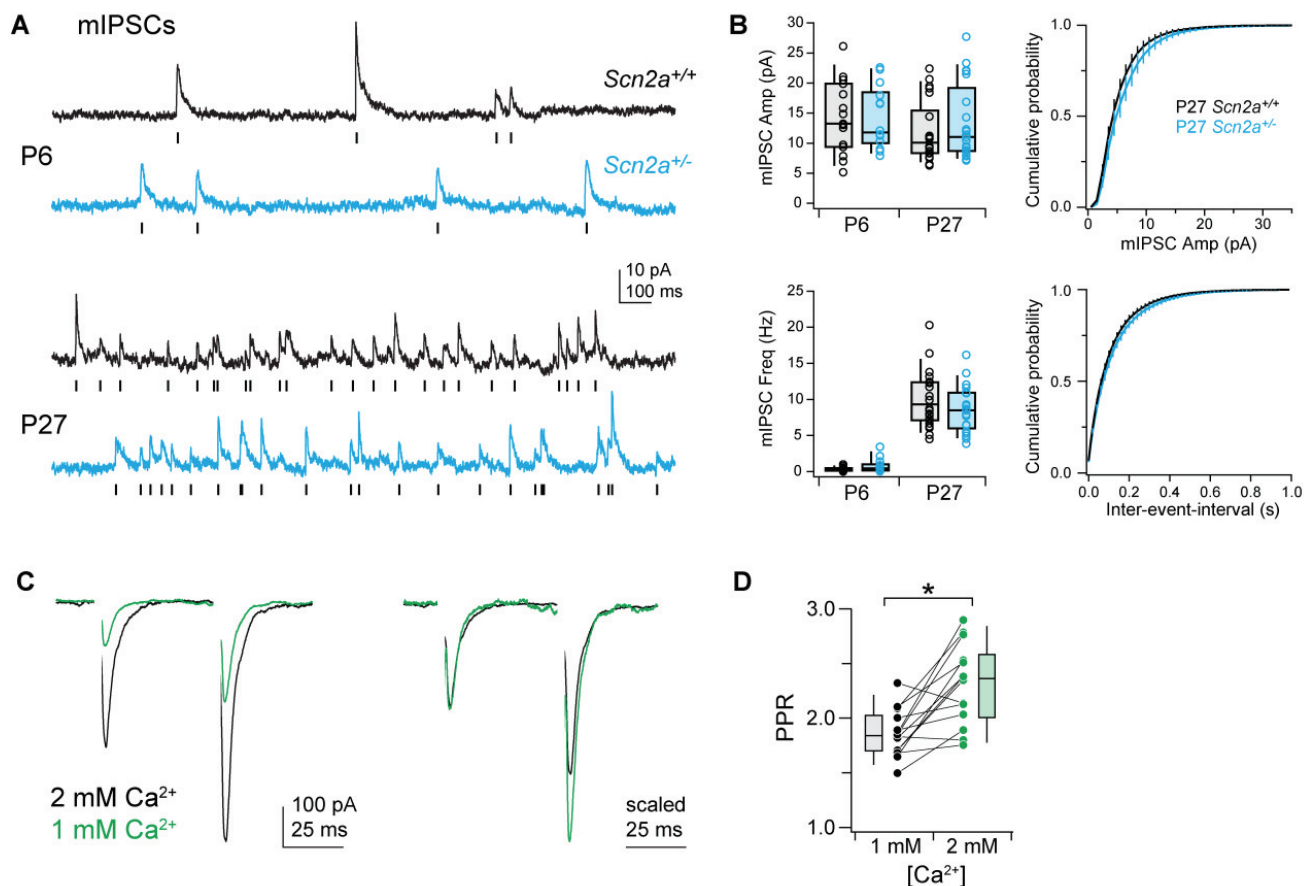 A
mIPSCs
Scn2a+/+
P6
Scn2a+/-
10 pA
100 ms
P27
B
mIPSC Amp (pA)
30
25
20
15
10
5
0
P6
P27
Cumulative probability
1.0
0.5
0.0
P27 Scn2a+/+
P27 Scn2a+/-
0
10
20
30
mIPSC Amp (pA)
mIPSC Freq (Hz)
25
20
15
10
5
0
P6
P27
Cumulative probability
1.0
0.5
0.0
0.0
0.2
0.4
0.6
0.8
1.0
Inter-event-interval (s)
C
2 mM Ca²⁺
1 mM Ca²⁺
100 pA
25 ms
scaled
25 ms
D
*
PPR
3.0
2.0
1.0
1 mM
2 mM
[Ca²⁺]